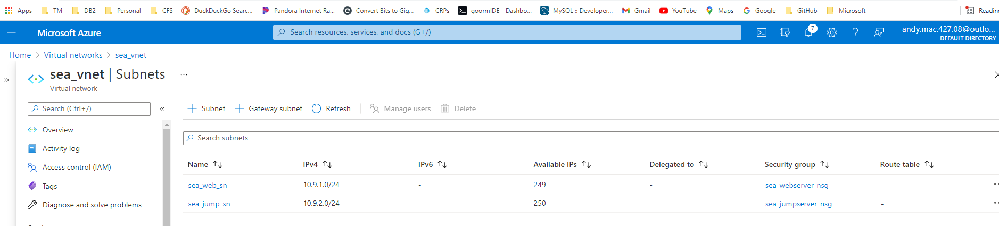 Apps TM DB2 Personal CFS DuckDuckGo Searc... Pandora Internet Ra... Convert Bits to Gig... CRPs goormIDE - Dashbo... MySQL :: Developer... Gmail YouTube Maps Google GitHub Microsoft Reading
Microsoft Azure Search resources, services, and docs (G+/) 7 andy.mac.427.08@outlo...
DEFAULT DIRECTORY
Home > Virtual networks > sea_vnet
sea_vnet | Subnets ...
Virtual network
Search (Ctrl+/) « + Subnet + Gateway subnet Refresh Manage users Delete
Overview
Search subnets
Activity log
Name IPv4 IPv6 Available IPs Delegated to Security group Route table
Access control (IAM)
Tags
sea_web_sn 10.9.1.0/24 - 249 - sea-webserver-nsg -
Diagnose and solve problems
sea_jump_sn 10.9.2.0/24 - 250 - sea_jumpserver_nsg -